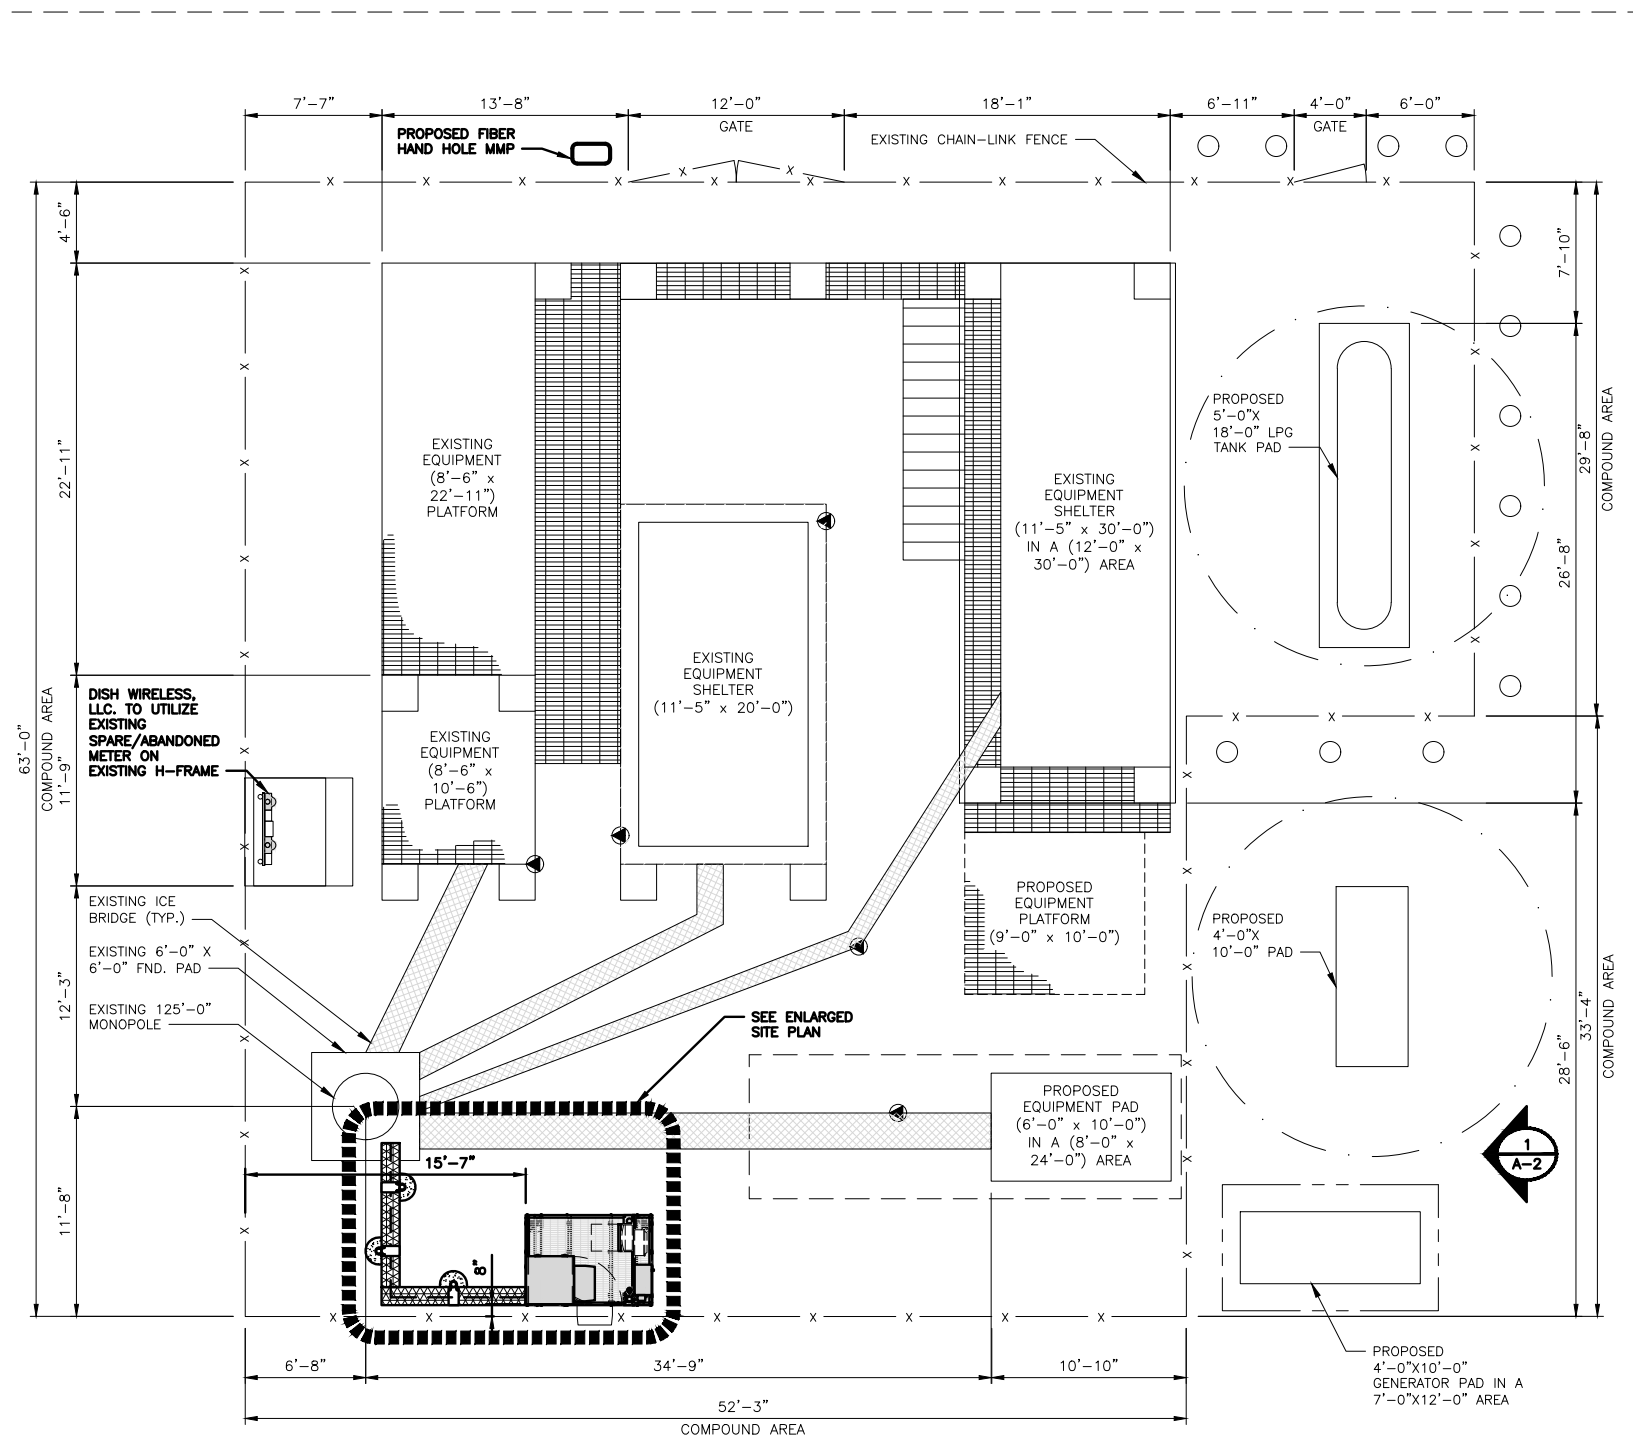 7'-7"
13'-8"
12'-0"
GATE
18'-1"
6'-11"
4'-0"
GATE
6'-0"
PROPOSED FIBER
HAND HOLE MMP
EXISTING CHAIN-LINK FENCE
4'-6"
22'-11"
11'-9"
12'-3"
11'-8"
63'-0"
COMPOUND AREA
7'-10"
26'-8"
29'-8"
COMPOUND AREA
28'-6"
33'-4"
COMPOUND AREA
EXISTING
EQUIPMENT
(8'-6" x
22'-11")
PLATFORM
EXISTING
EQUIPMENT
SHELTER
(11'-5" x 30'-0")
IN A (12'-0" x
30'-0") AREA
PROPOSED
5'-0"X
18'-0" LPG
TANK PAD
EXISTING
EQUIPMENT
SHELTER
(11'-5" x 20'-0")
DISH WIRELESS,
LLC. TO UTILIZE
EXISTING
SPARE/ABANDONED
METER ON
EXISTING H-FRAME
EXISTING
EQUIPMENT
(8'-6" x
10'-6")
PLATFORM
EXISTING ICE
BRIDGE (TYP.)
EXISTING 6'-0" X
6'-0" FND. PAD
EXISTING 125'-0"
MONOPOLE
PROPOSED
EQUIPMENT
PLATFORM
(9'-0" x 10'-0")
PROPOSED
4'-0"X
10'-0" PAD
SEE ENLARGED
SITE PLAN
PROPOSED
EQUIPMENT PAD
(6'-0" x 10'-0")
IN A (8'-0" x
24'-0") AREA
1
A-2
15'-7"
8"
PROPOSED
4'-0"X10'-0"
GENERATOR PAD IN A
7'-0"X12'-0" AREA
6'-8"
34'-9"
10'-10"
52'-3"
COMPOUND AREA